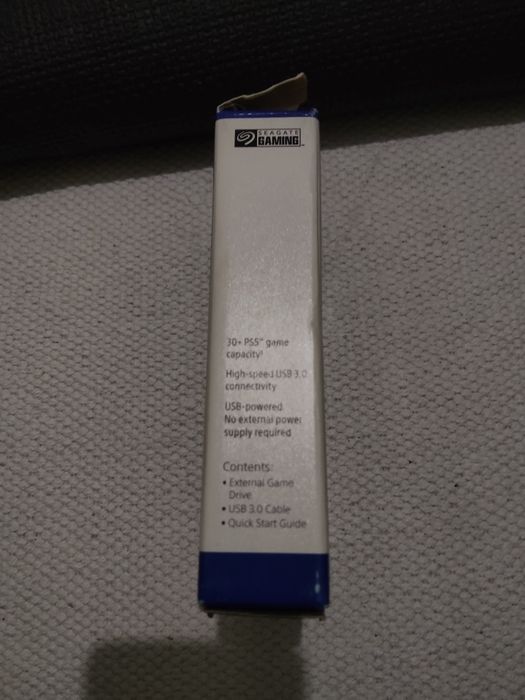 SEAGATE
GAMING™
30+ PS5™ game
capacity¹
High-speed USB 3.0
connectivity
USB-powered.
No external power
supply required
Contents:
• External Game
Drive
• USB 3.0 Cable
• Quick Start Guide